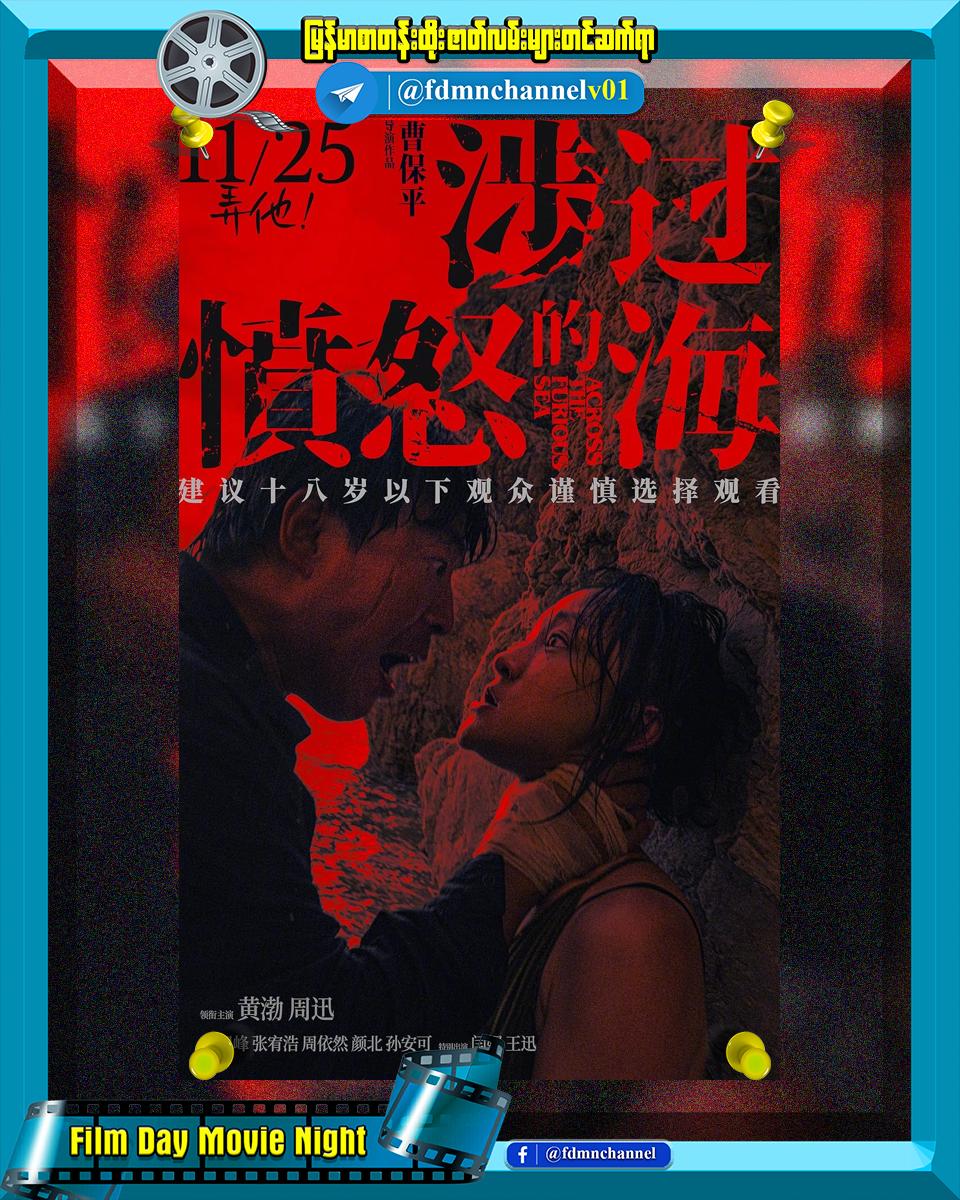 မြန်မာစာတန်းထိုးဇာတ်လမ်းများတင်ဆက်ရာ
@fdmnchannelv01
11/25
弄他!
导演作品
曹保平
涉过
愤怒的海
ACROSS
THE
FURIOUS
SEA
建议十八岁以下观众谨慎选择观看
领衔主演 黄渤 周迅
峰 张宥浩 周依然 颜北 孙安可 特别出演 王迅
Film Day Movie Night
@fdmnchannel